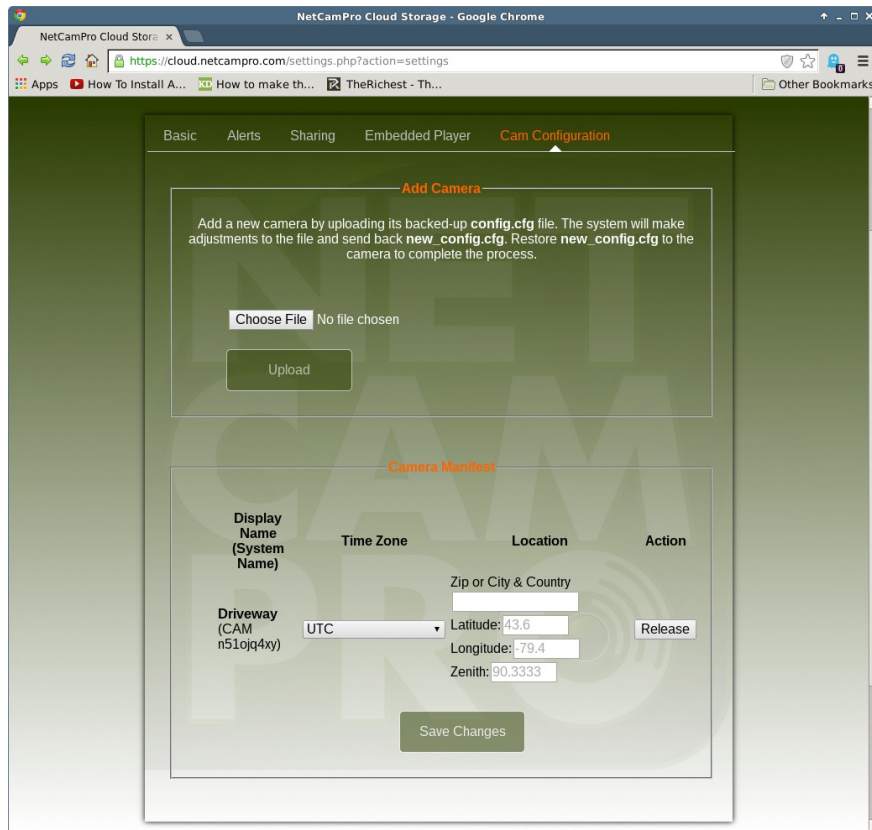 NetCamPro Cloud Storage - Google Chrome
NetCamPro Cloud Stora
https://cloud.netcampro.com/settings.php?action=settings
0
Apps How To Install A... KD How to make th... TheRichest - Th... Other Bookmarks
Basic Alerts Sharing Embedded Player Cam Configuration
Add Camera
Add a new camera by uploading its backed-up config.cfg file. The system will make
adjustments to the file and send back new_config.cfg. Restore new_config.cfg to the
camera to complete the process.
Choose File No file chosen
Upload
Camera Manifest
Display
Name
(System
Name)
Time Zone
Location
Action
Driveway
(CAM
n51ojq4xy)
UTC
Zip or City & Country
Latitude: 43.6
Longitude: -79.4
Zenith: 90.3333
Release
Save Changes
NET
CAM
PRO